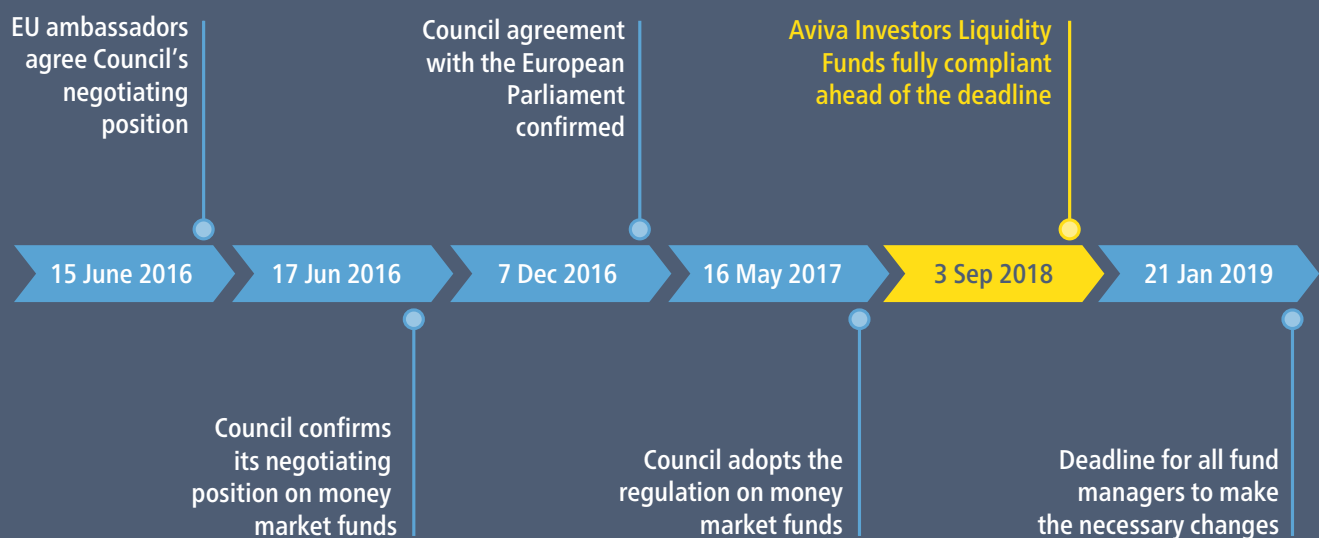 EU ambassadors
agree Council’s
negotiating
position
Council agreement
with the European
Parliament
confirmed
Aviva Investors Liquidity
Funds fully compliant
ahead of the deadline
15 June 2016
17 Jun 2016
7 Dec 2016
16 May 2017
3 Sep 2018
21 Jan 2019
Council confirms
its negotiating
position on money
market funds
Council adopts the
regulation on money
market funds
Deadline for all fund
managers to make
the necessary changes